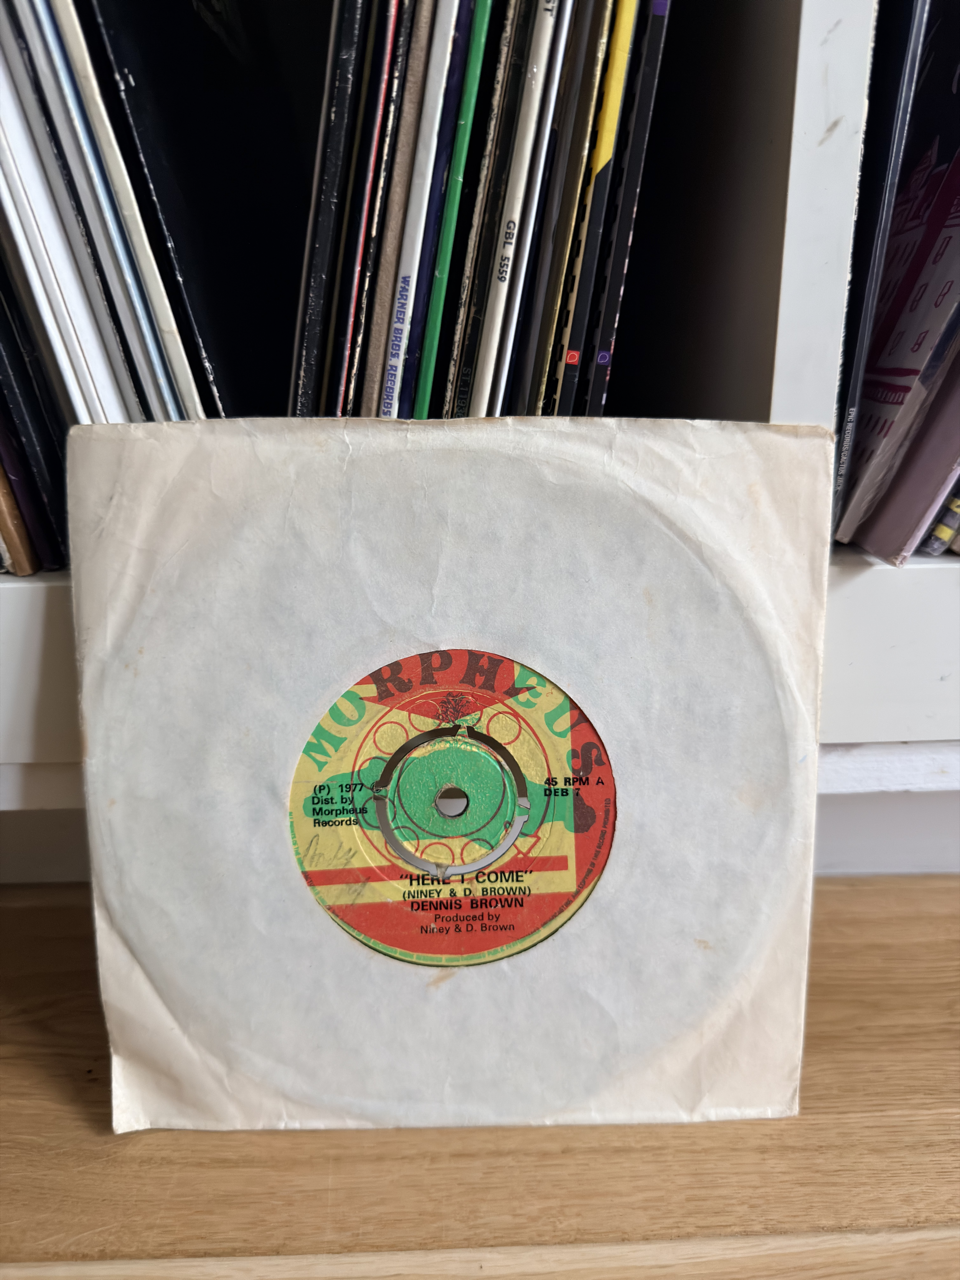 GBL 5559
WARNER BROS. RECORDS
MORPHEUS
(P) 1977
Dist. by
Morpheus
Records
45 RPM A
DEB 7
"HERE I COME"
(NINEY & D. BROWN)
DENNIS BROWN
Produced by
Niney & D. Brown